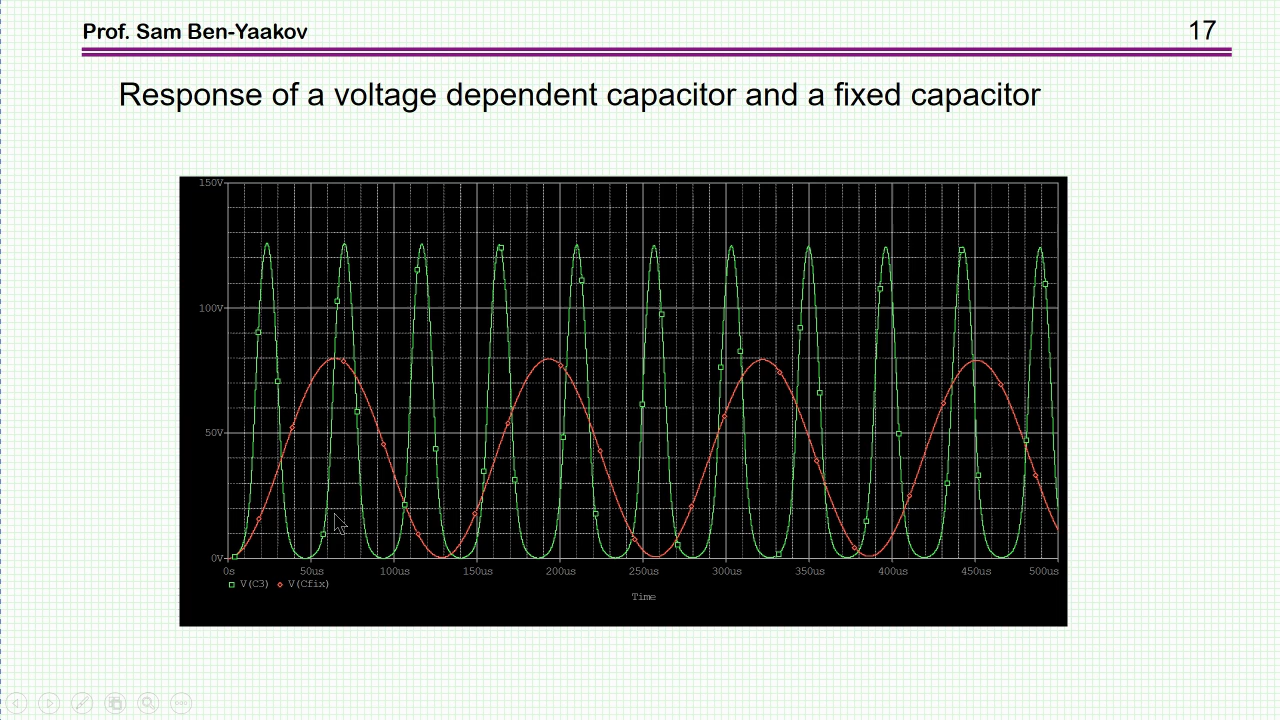 Prof. Sam Ben-Yaakov
17
Response of a voltage dependent capacitor and a fixed capacitor
150V
100V
50V
0V
0s 50us 100us 150us 200us 250us 300us 350us 400us 450us 500us
V(C3) V(Cfix)
Time